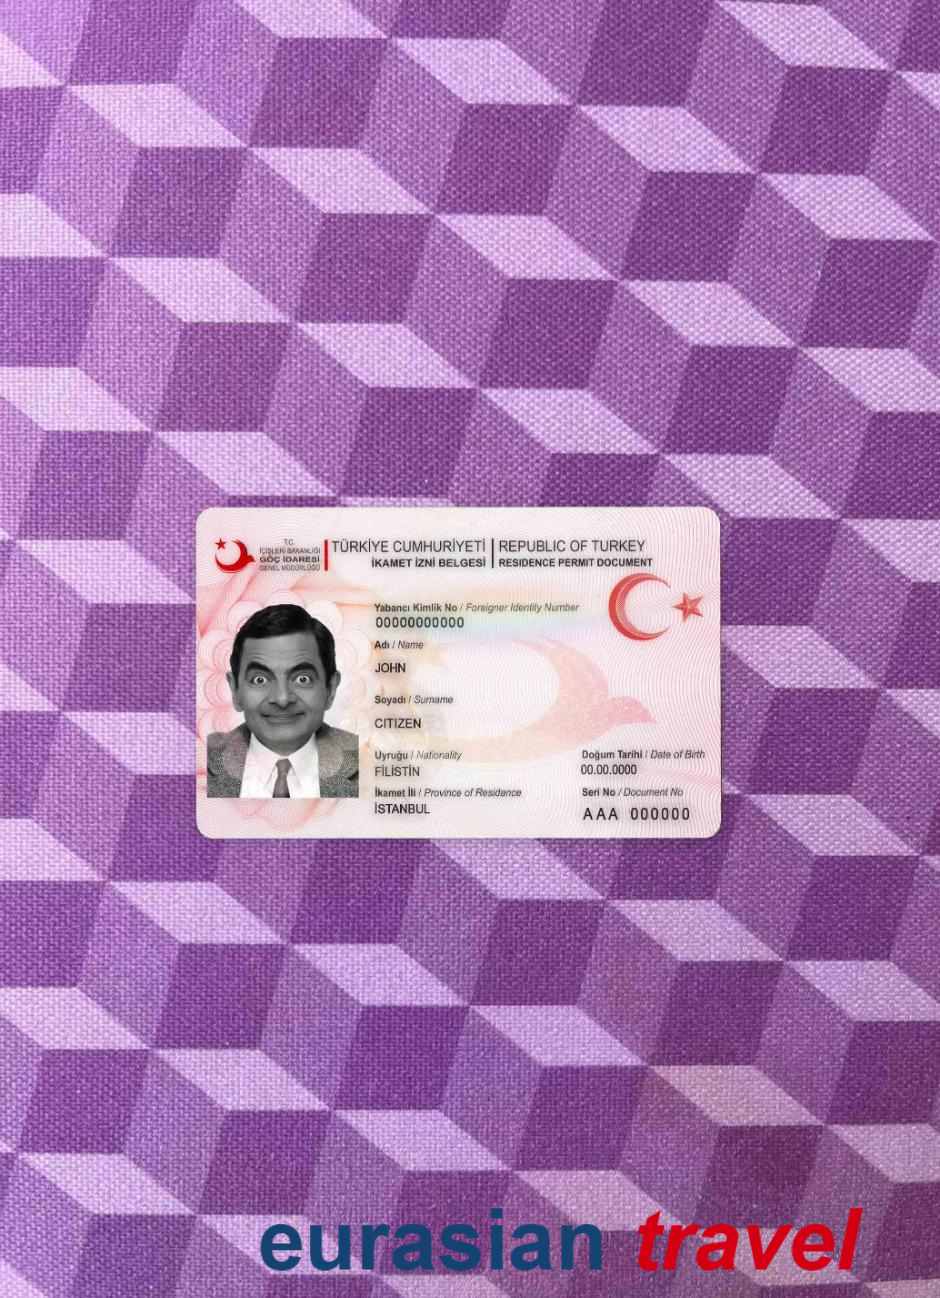 T.C.
İÇİŞLERİ BAKANLIĞI
GÖÇ İDARESİ
GENEL MÜDÜRLÜĞÜ
TÜRKİYE CUMHURİYETİ | REPUBLIC OF TURKEY
İKAMET İZNİ BELGESİ | RESIDENCE PERMIT DOCUMENT
Yabancı Kimlik No / Foreigner Identity Number
00000000000
Adı / Name
JOHN
Soyadı / Surname
CITIZEN
Uyruğu / Nationality
FİLİSTİN
Doğum Tarihi / Date of Birth
00.00.0000
İkamet İli / Province of Residence
İSTANBUL
Seri No / Document No
AAA 000000
eurasian travel